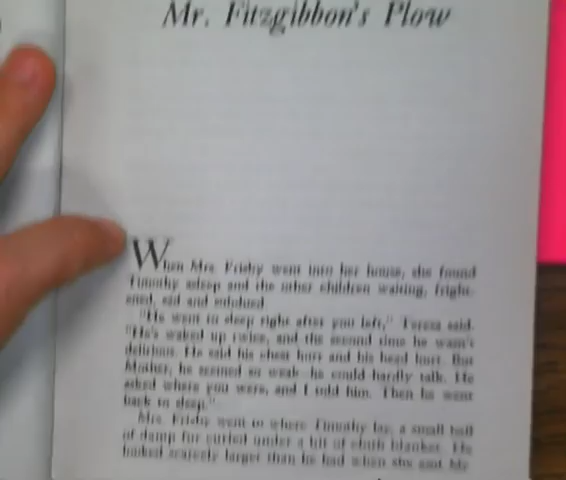 Mr. Fitzgibbon's Plow
When Mrs. Frisby went into her house, she found
Timothy asleep and the other children waiting, fright-
ened, sad and subdued.
"He went to sleep right after you left," Teresa said.
"He's waked up twice, and the second time he wasn't
delirious. He said his chest hurt and his head hurt. But
Mother, he seemed so weak he could hardly talk. He
asked where you were, and I told him. Then he went
back to sleep."
Mrs. Frisby went to where Timothy lay, a small ball
of damp fur curled under a bit of cloth blanket. He
looked scarcely larger than he had when she